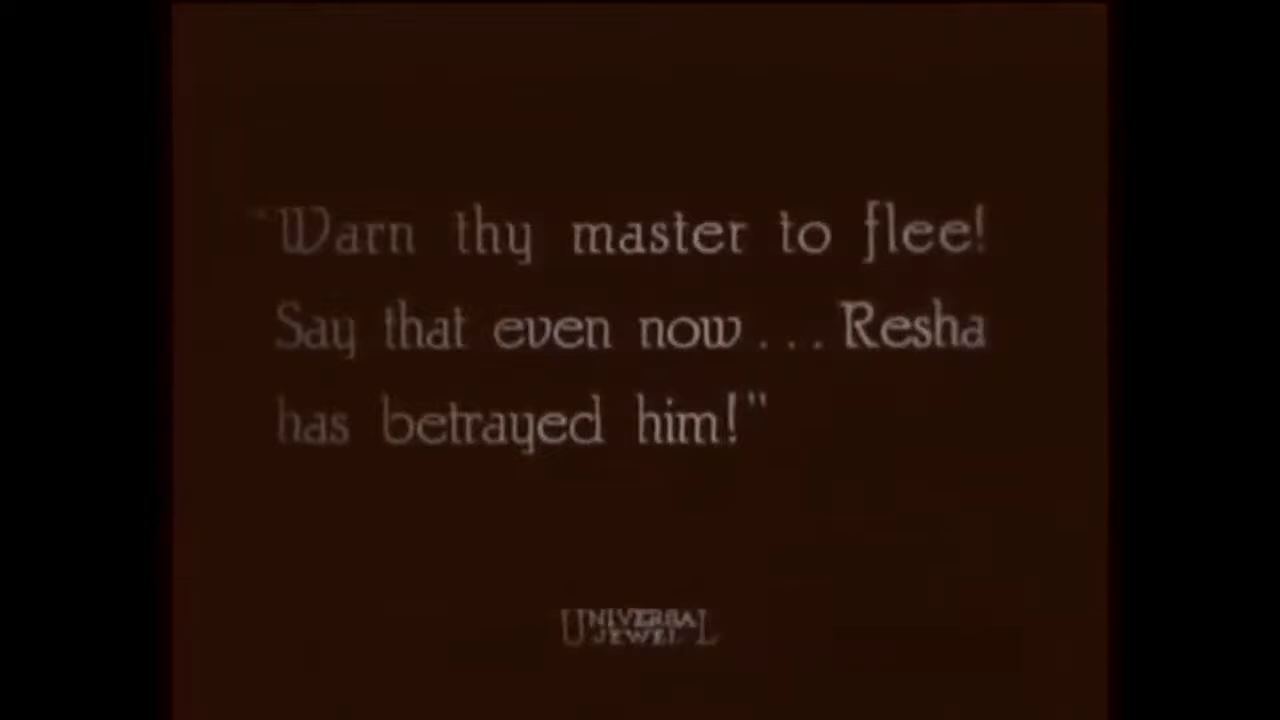 "Warn thy master to flee!
Say that even now... Resha
has betrayed him!"
UNIVERSAL
JEWEL